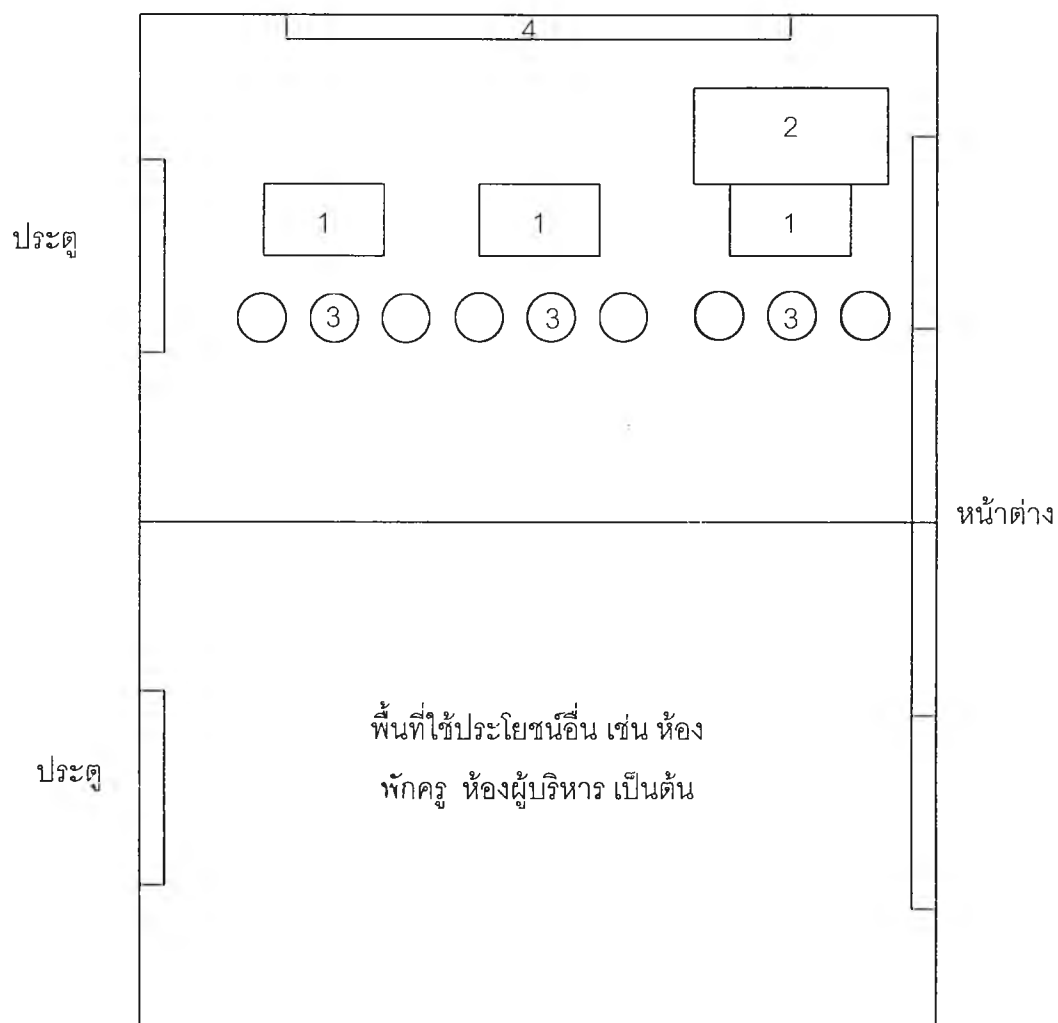 4
2
1 1 1
ประตู
3 3 3
หน้าต่าง
พื้นที่ใช้ประโยชน์อื่น เช่น ห้อง
พักครู ห้องผู้บริหาร เป็นต้น
ประตู